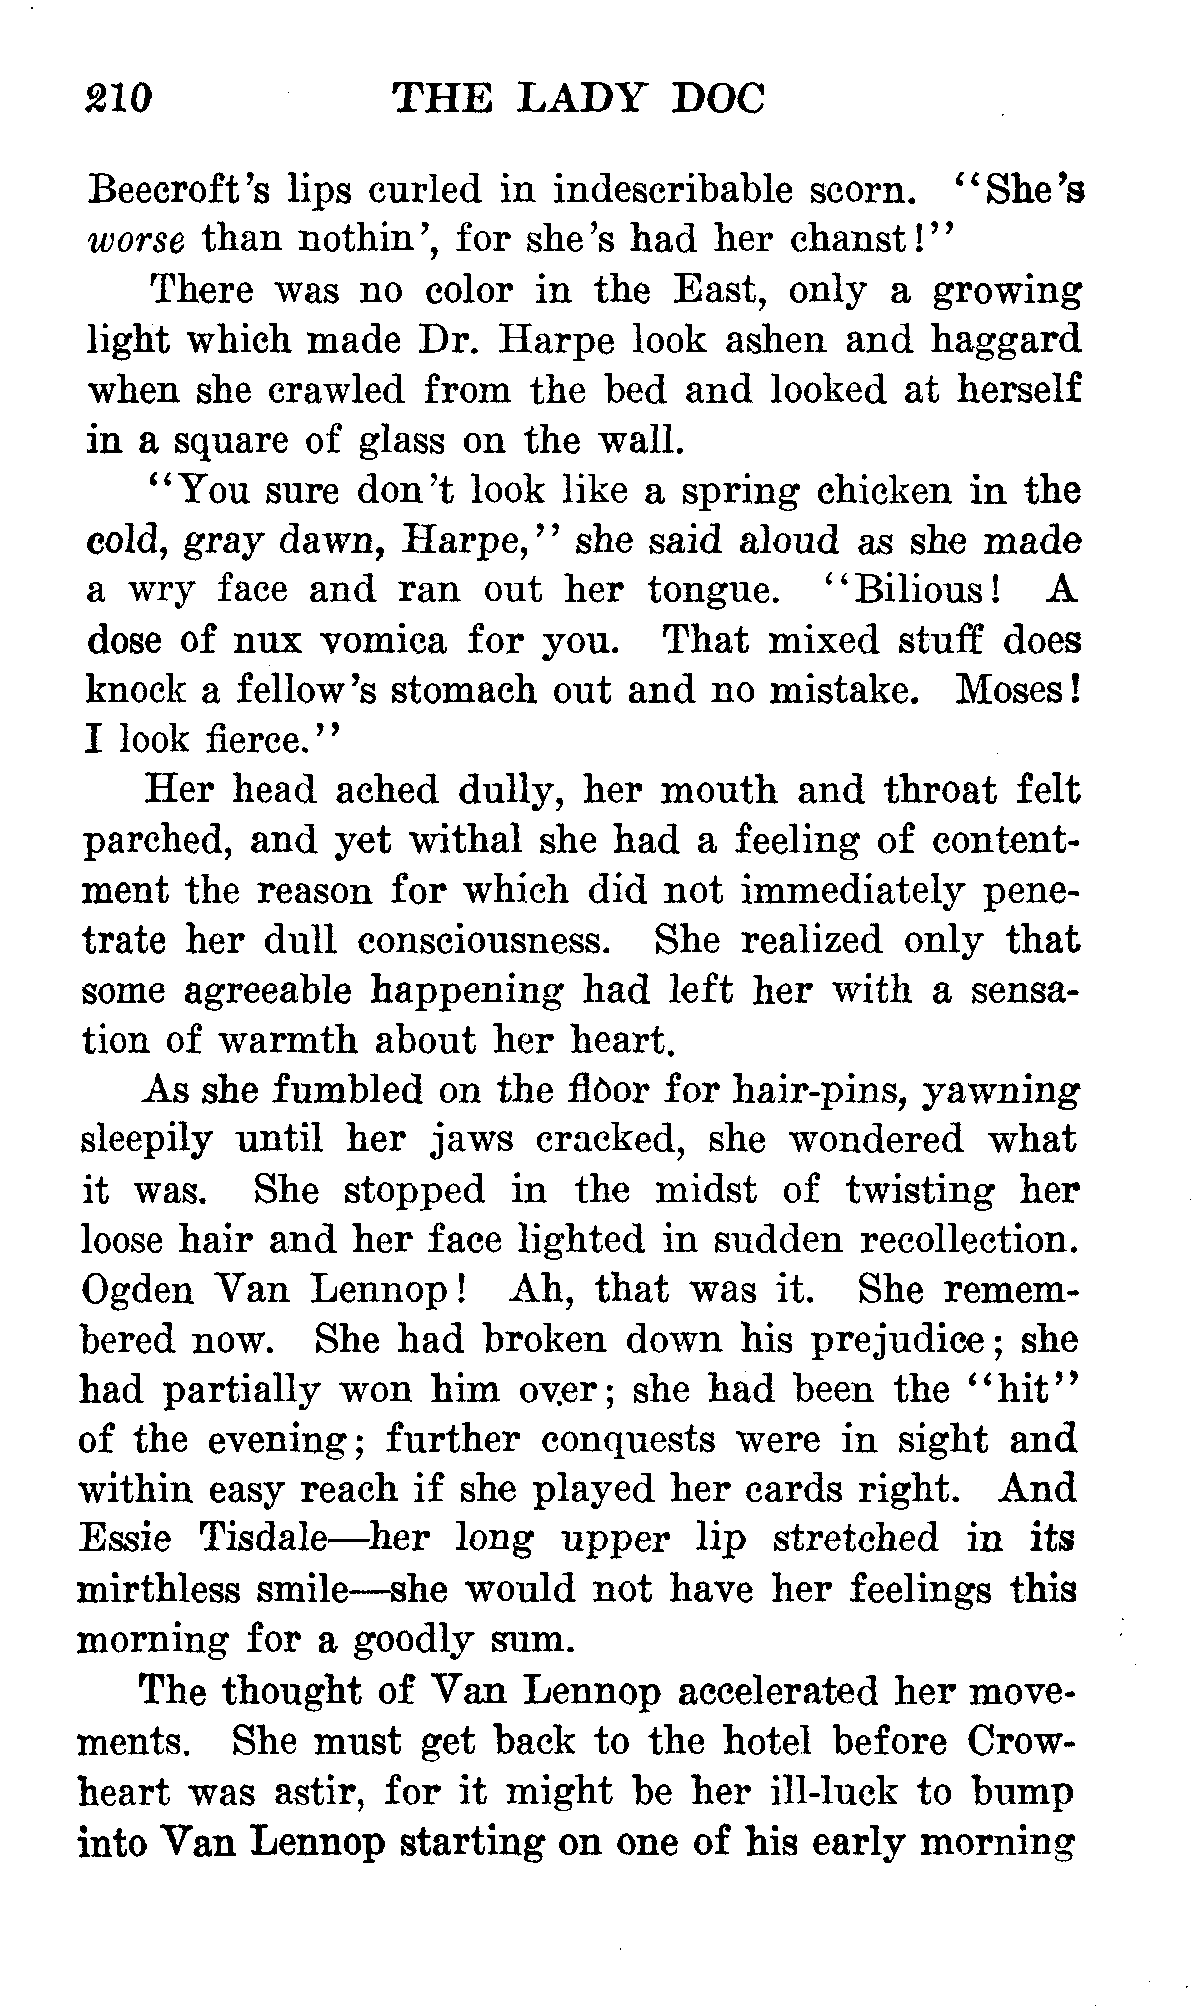 210 THE LADY DOC
Beecroft's lips curled in indescribable scorn. "She's
worse than nothin', for she's had her chanst!"
There was no color in the East, only a growing
light which made Dr. Harpe look ashen and haggard
when she crawled from the bed and looked at herself
in a square of glass on the wall.
"You sure don't look like a spring chicken in the
cold, gray dawn, Harpe," she said aloud as she made
a wry face and ran out her tongue. "Bilious! A
dose of nux vomica for you. That mixed stuff does
knock a fellow's stomach out and no mistake. Moses!
I look fierce."
Her head ached dully, her mouth and throat felt
parched, and yet withal she had a feeling of content-
ment the reason for which did not immediately pene-
trate her dull consciousness. She realized only that
some agreeable happening had left her with a sensa-
tion of warmth about her heart.
As she fumbled on the floor for hair-pins, yawning
sleepily until her jaws cracked, she wondered what
it was. She stopped in the midst of twisting her
loose hair and her face lighted in sudden recollection.
Ogden Van Lennop! Ah, that was it. She remem-
bered now. She had broken down his prejudice; she
had partially won him over; she had been the "hit"
of the evening; further conquests were in sight and
within easy reach if she played her cards right. And
Essie Tisdale—her long upper lip stretched in its
mirthless smile—she would not have her feelings this
morning for a goodly sum.
The thought of Van Lennop accelerated her move-
ments. She must get back to the hotel before Crow-
heart was astir, for it might be her ill-luck to bump
into Van Lennop starting on one of his early morning